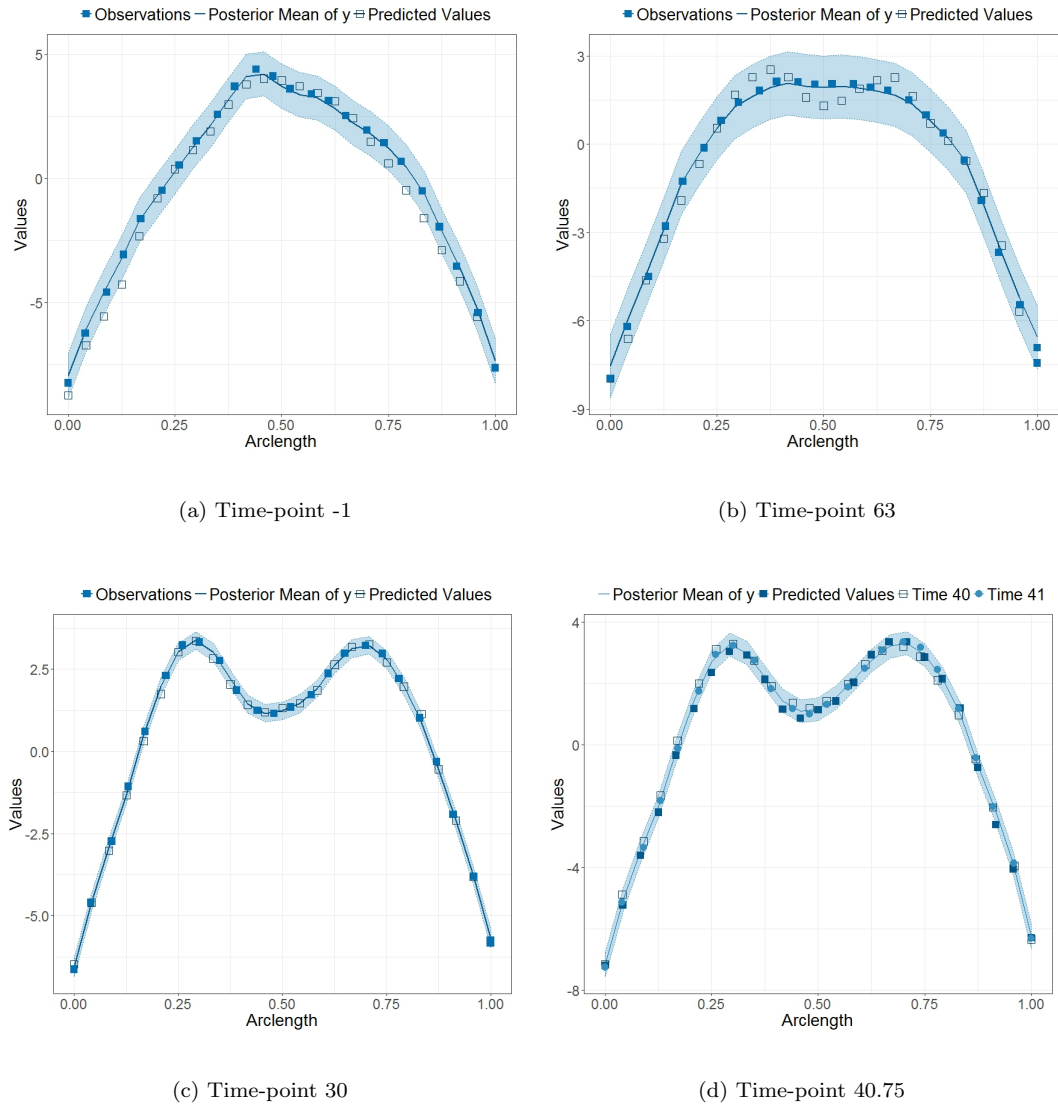 Observations Posterior Mean of y Predicted Values
5
0
-5
Values
0.00 0.25 0.50 0.75 1.00
Arclength
(a) Time-point -1
Observations Posterior Mean of y Predicted Values
3
0
-3
-6
-9
Values
0.00 0.25 0.50 0.75 1.00
Arclength
(b) Time-point 63
Observations Posterior Mean of y Predicted Values
2.5
0.0
-2.5
-5.0
Values
0.00 0.25 0.50 0.75 1.00
Arclength
(c) Time-point 30
Posterior Mean of y Predicted Values Time 40 Time 41
4
0
-4
-8
Values
0.00 0.25 0.50 0.75 1.00
Arclength
(d) Time-point 40.75